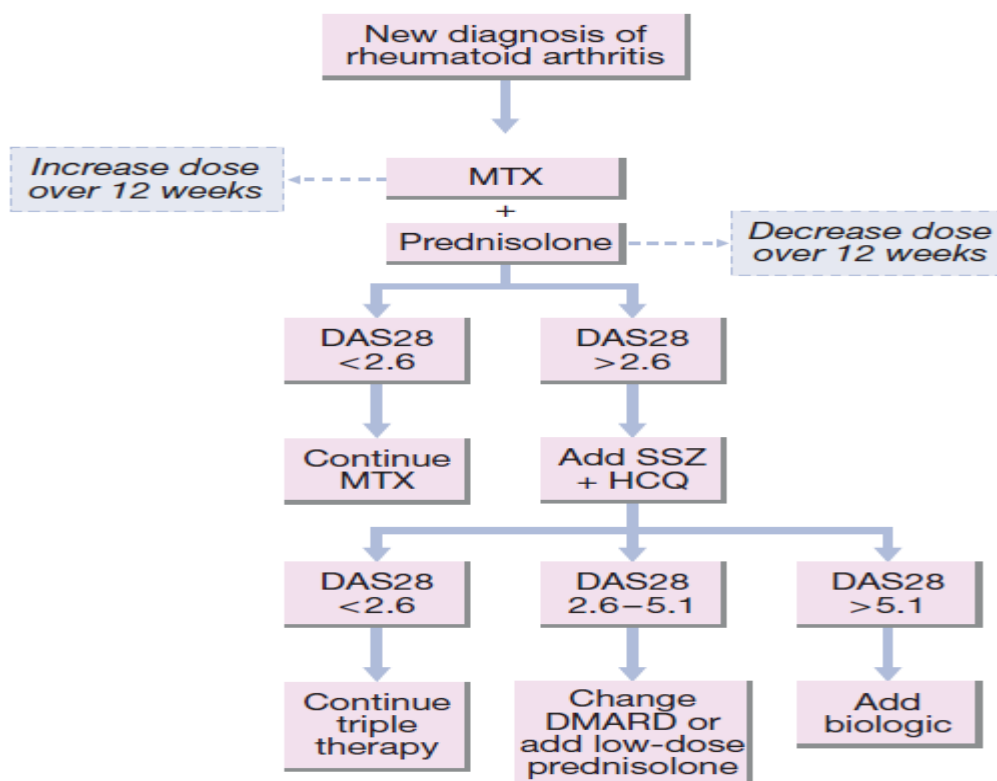 New diagnosis of
rheumatoid arthritis
Increase dose
over 12 weeks
MTX
+
Prednisolone
Decrease dose
over 12 weeks
DAS28
<2.6
DAS28
>2.6
Continue
MTX
Add SSZ
+ HCQ
DAS28
<2.6
DAS28
2.6–5.1
DAS28
>5.1
Continue
triple
therapy
Change
DMARD or
add low-dose
prednisolone
Add
biologic